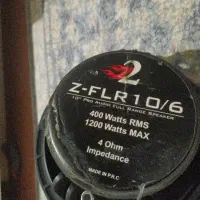 2
Z-FLR10/6
10" Pro Audio Full Range Speaker
400 Watts RMS
1200 Watts MAX
4 Ohm
Impedance
MADE IN P.R.C